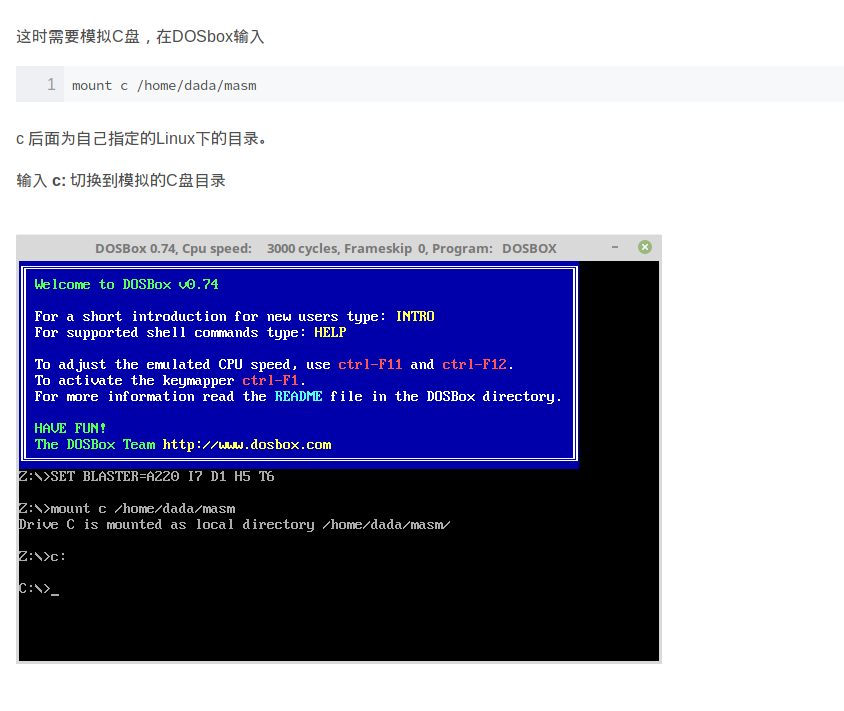 这时需要模拟C盘，在DOSbox输入
1 mount c /home/dada/masm
c 后面为自己指定的Linux下的目录。
输入 c: 切换到模拟的C盘目录
DOSBox 0.74, Cpu speed: 3000 cycles, Frameskip 0, Program: DOSBOX
Welcome to DOSBox v0.74
For a short introduction for new users type: INTRO
For supported shell commands type: HELP
To adjust the emulated CPU speed, use ctrl-F11 and ctrl-F12.
To activate the keymapper ctrl-F1.
For more information read the README file in the DOSBox directory.
HAVE FUN!
The DOSBox Team http://www.dosbox.com
Z:\>SET BLASTER=A220 I7 D1 H5 T6
Z:\>mount c /home/dada/masm
Drive C is mounted as local directory /home/dada/masm/
Z:\>c:
C:\>_